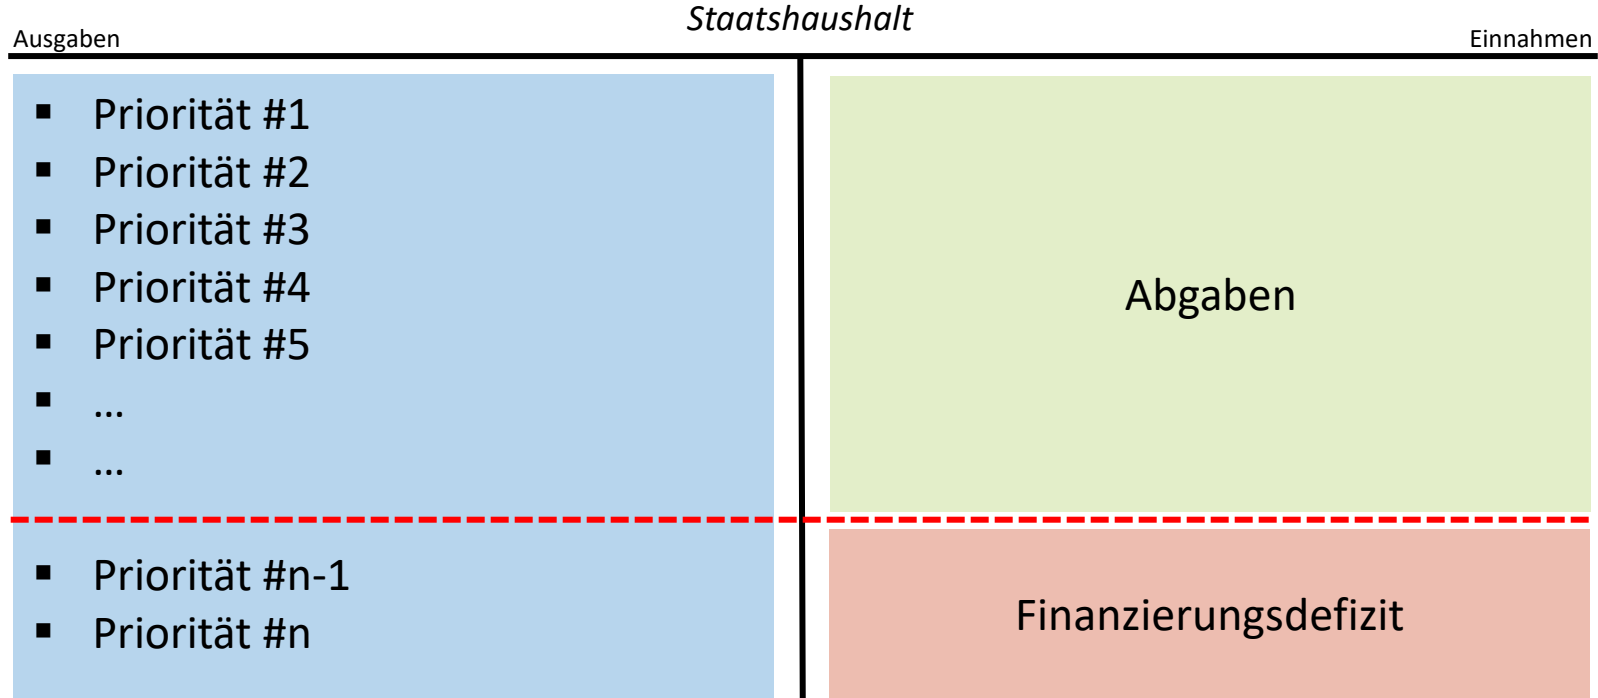 Staatshaushalt
Ausgaben
Einnahmen
▪ Priorität #1
▪ Priorität #2
▪ Priorität #3
▪ Priorität #4
▪ Priorität #5
▪ ...
▪ ...
▪ Priorität #n-1
▪ Priorität #n
Abgaben
Finanzierungsdefizit